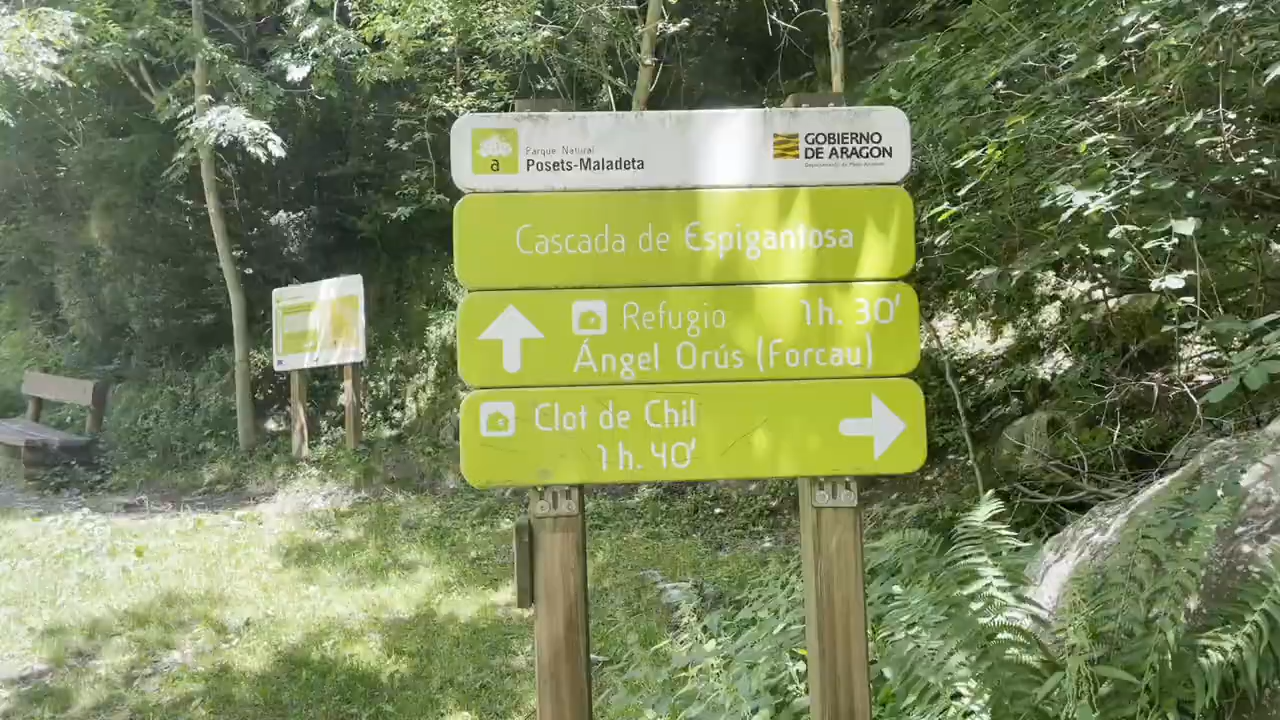 Parque Natural
Posets-Maladeta
a
GOBIERNO
DE ARAGON
Cascada de Espigantosa
Refugio 1h. 30'
Ángel Orús (Forcau)
Clot de Chil
1h. 40'